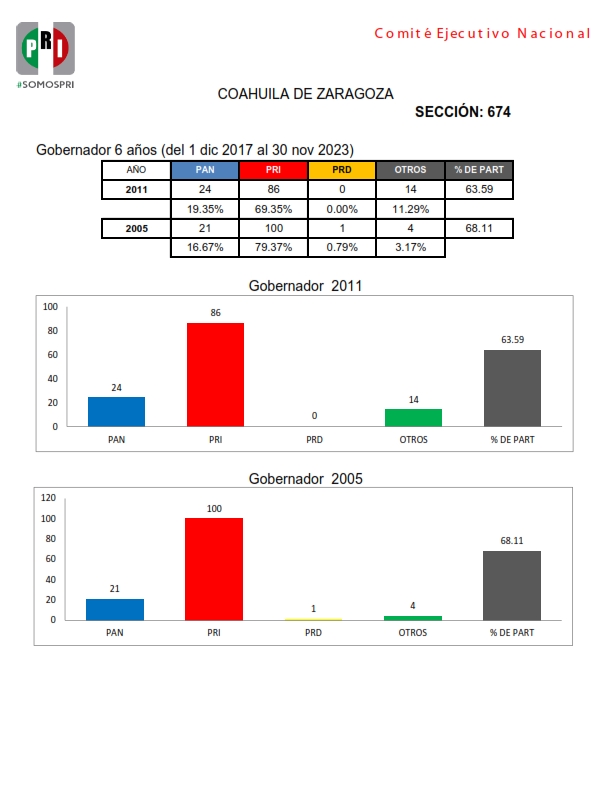 PRI
#SOMOSPRI
Comité Ejecutivo Nacional
COAHUILA DE ZARAGOZA
SECCIÓN: 674
Gobernador 6 años (del 1 dic 2017 al 30 nov 2023)
AÑO PAN PRI PRD OTROS % DE PART
2011 24 86 0 14 63.59
19.35% 69.35% 0.00% 11.29%
2005 21 100 1 4 68.11
16.67% 79.37% 0.79% 3.17%
Gobernador 2011
100
80
60
40
20
0
24
86
0
14
63.59
PAN PRI PRD OTROS % DE PART
Gobernador 2005
120
100
80
60
40
20
0
21
100
1
4
68.11
PAN PRI PRD OTROS % DE PART